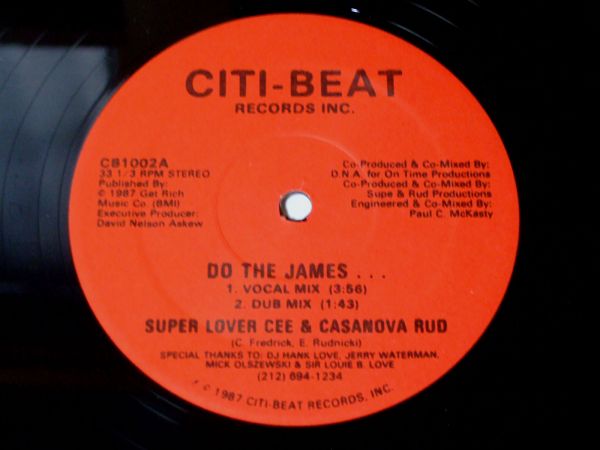 CITI-BEAT
RECORDS INC.
CB1002A
33 1/3 RPM STEREO
Published By:
© 1987 Get Rich
Music Co. (BMI)
Executive Producer:
David Nelson Askew
Co-Produced & Co-Mixed By:
D.N.A. for On Time Productions
Co-Produced & Co-Mixed By:
Supe & Rud Productions
Engineered & Co-Mixed By:
Paul C. McKasty
DO THE JAMES . . .
1. VOCAL MIX (3:56)
2. DUB MIX (1:43)
SUPER LOVER CEE & CASANOVA RUD
(C. Fredrick, E. Rudnicki)
SPECIAL THANKS TO: DJ HANK LOVE, JERRY WATERMAN,
MICK OLSZEWSKI & SIR LOUIE B. LOVE
(212) 694-1234
© 1987 CITI-BEAT RECORDS, INC.